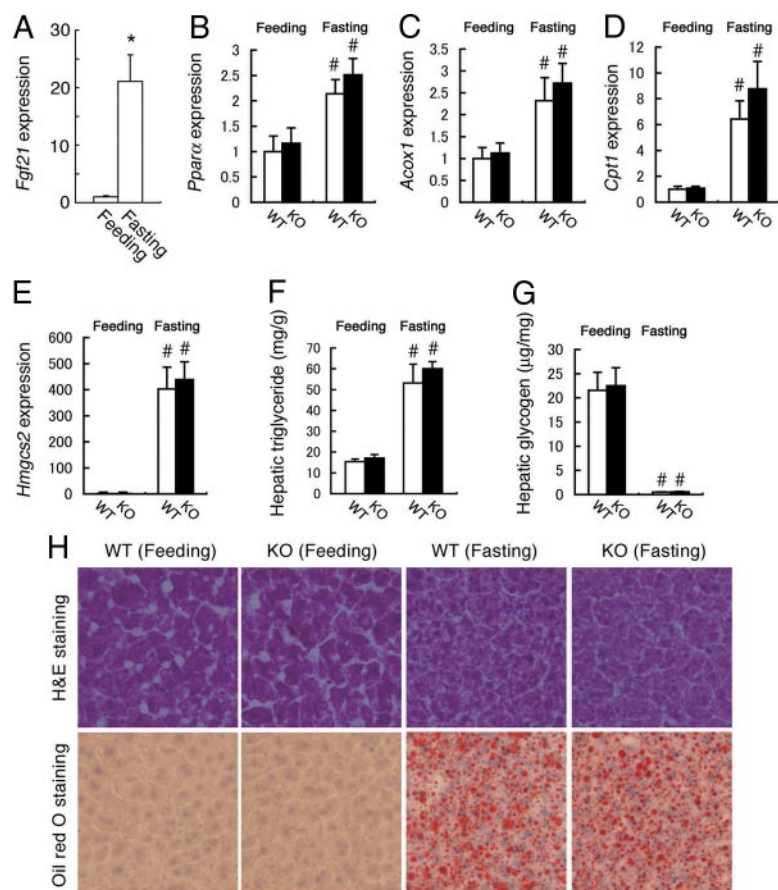 A
Fgf21 expression
30
20
10
0
*
Feeding
Fasting
B
Feeding Fasting
Pparα expression
3
2.5
2
1.5
1
0.5
0
# #
WT KO WT KO
C
Feeding Fasting
Acox1 expression
3.5
3
2.5
2
1.5
1
0.5
0
# #
WT KO WT KO
D
Feeding Fasting
Cpt1 expression
12
10
8
6
4
2
0
# #
WT KO WT KO
E
Feeding Fasting
Hmgcs2 expression
600
500
400
300
200
100
0
# #
WT KO WT KO
F
Feeding Fasting
Hepatic triglyceride (mg/g)
70
60
50
40
30
20
10
0
# #
WT KO WT KO
G
Feeding Fasting
Hepatic glycogen (µg/mg)
30
25
20
15
10
5
0
# #
WT KO WT KO
H
WT (Feeding) KO (Feeding) WT (Fasting) KO (Fasting)
H&E staining
Oil red O staining